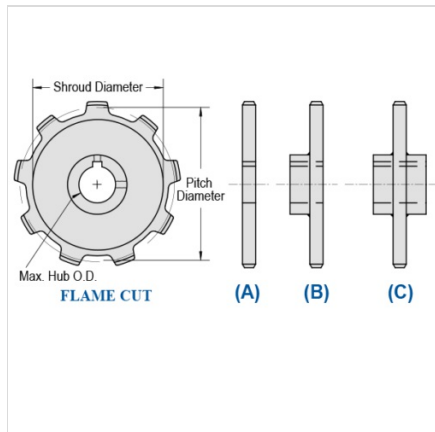 Shroud Diameter
Pitch
Diameter
Max. Hub O.D.
FLAME CUT
(A)
(B)
(C)